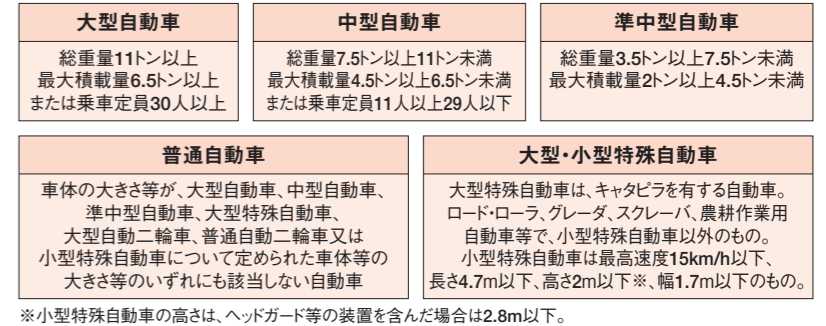 大型自動車
総重量11トン以上
最大積載量6.5トン以上
または乗車定員30人以上
中型自動車
総重量7.5トン以上11トン未満
最大積載量4.5トン以上6.5トン未満
または乗車定員11人以上29人以下
準中型自動車
総重量3.5トン以上7.5トン未満
最大積載量2トン以上4.5トン未満
普通自動車
車体の大きさ等が、大型自動車、中型自動車、
準中型自動車、大型特殊自動車、
大型自動二輪車、普通自動二輪車又は
小型特殊自動車について定められた車体等の
大きさ等のいずれにも該当しない自動車
大型・小型特殊自動車
大型特殊自動車は、キャタピラを有する自動車。
ロード・ローラ、グレーダ、スクレーバ、農耕作業用
自動車等で、小型特殊自動車以外のもの。
小型特殊自動車は最高速度15km/h以下、
長さ4.7m以下、高さ2m以下※、幅1.7m以下のもの。
※小型特殊自動車の高さは、ヘッドガード等の装置を含んだ場合は2.8m以下。